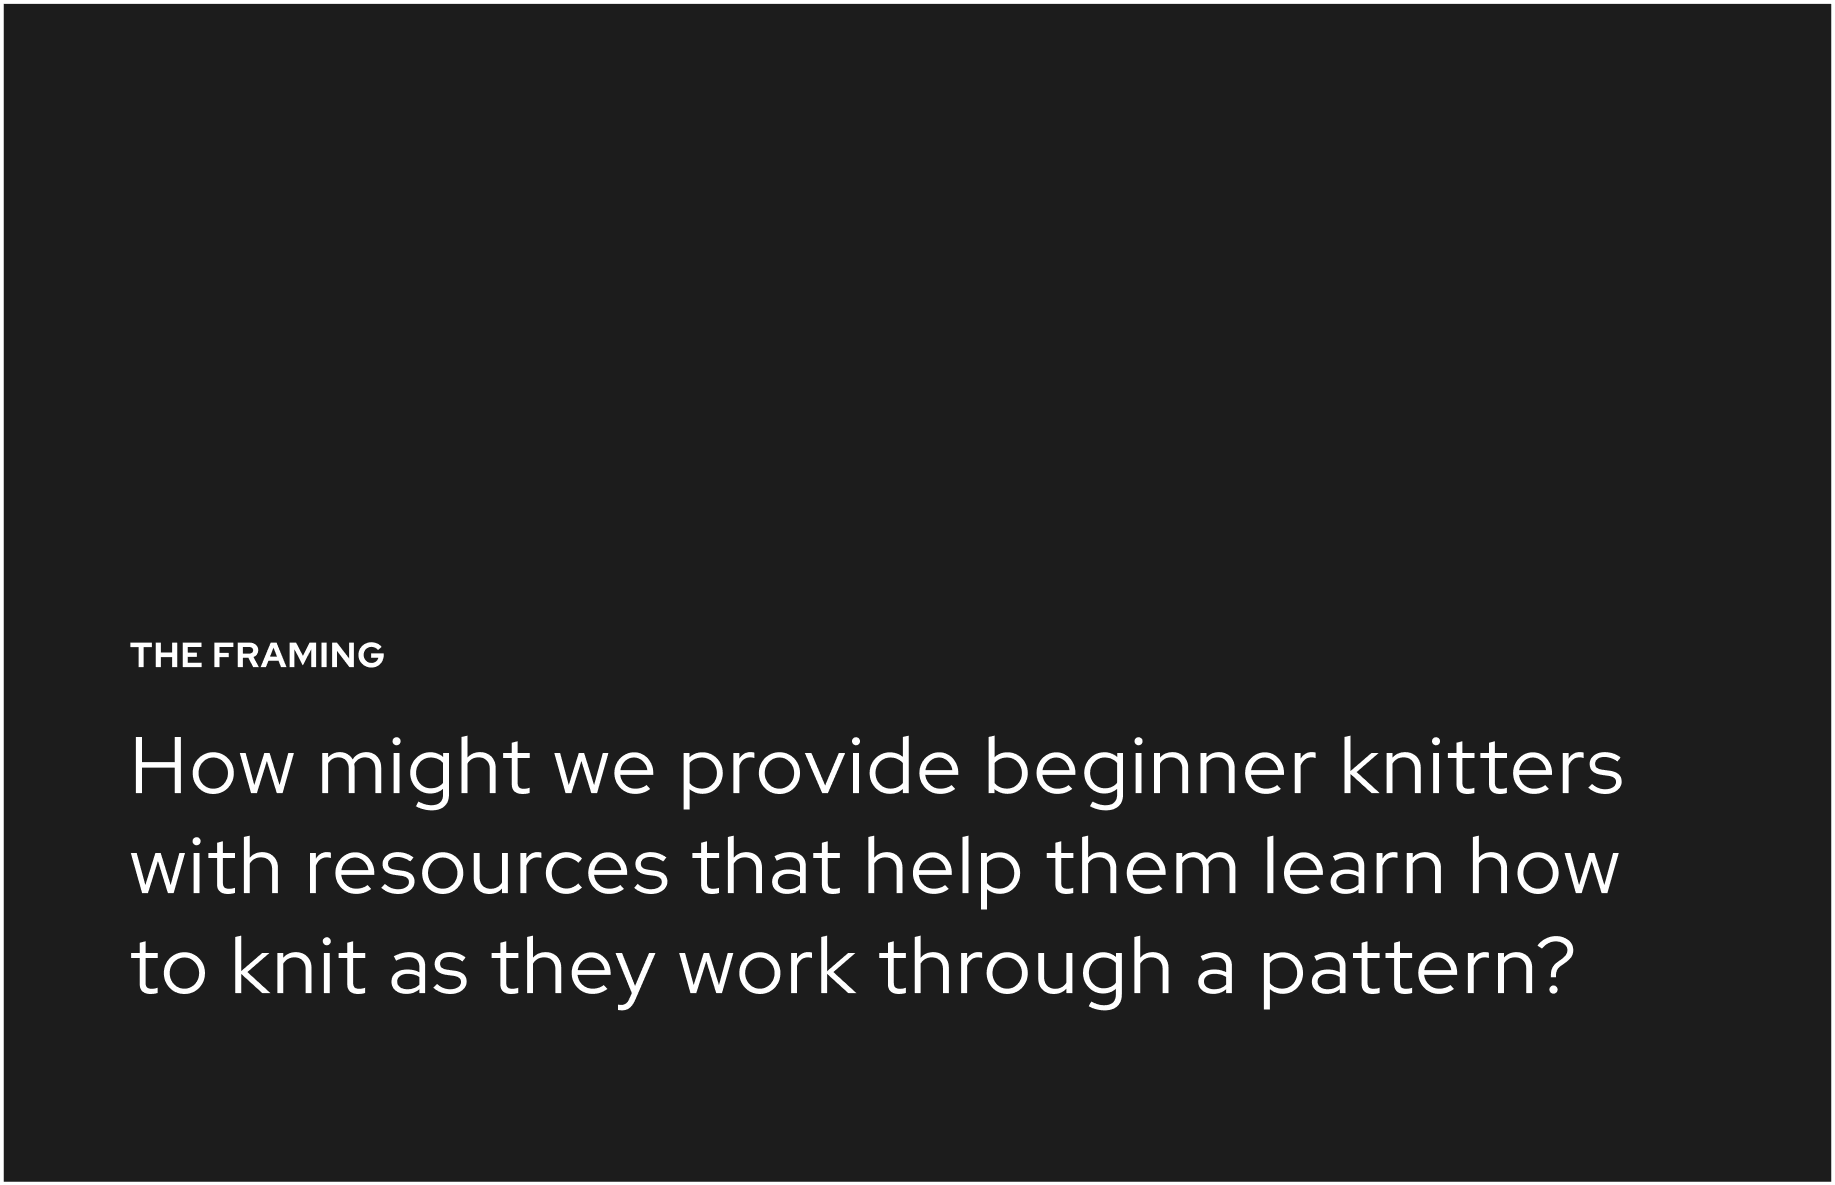 THE FRAMING
How might we provide beginner knitters
with resources that help them learn how
to knit as they work through a pattern?